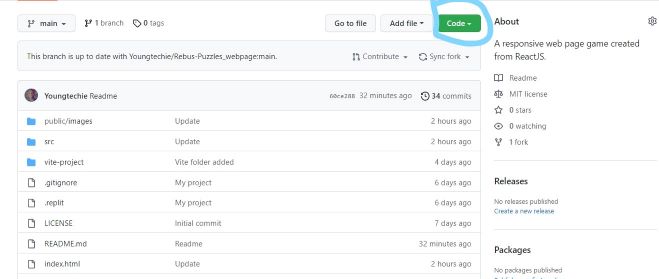 main
1 branch
0 tags
Go to file
Add file
Code
This branch is up to date with Youngtechie/Rebus-Puzzles_webpage:main.
Contribute
Sync fork
Youngtechie Readme
60ce288 32 minutes ago
34 commits
public/images Update 2 hours ago
src Update 2 hours ago
vite-project Vite folder added 4 days ago
.gitignore My project 6 days ago
.replit My project 6 days ago
LICENSE Initial commit 7 days ago
README.md Readme 32 minutes ago
index.html Update 2 hours ago
About
A responsive web page game created
from ReactJS.
Readme
MIT license
0 stars
0 watching
1 fork
Releases
No releases published
Create a new release
Packages
No packages published